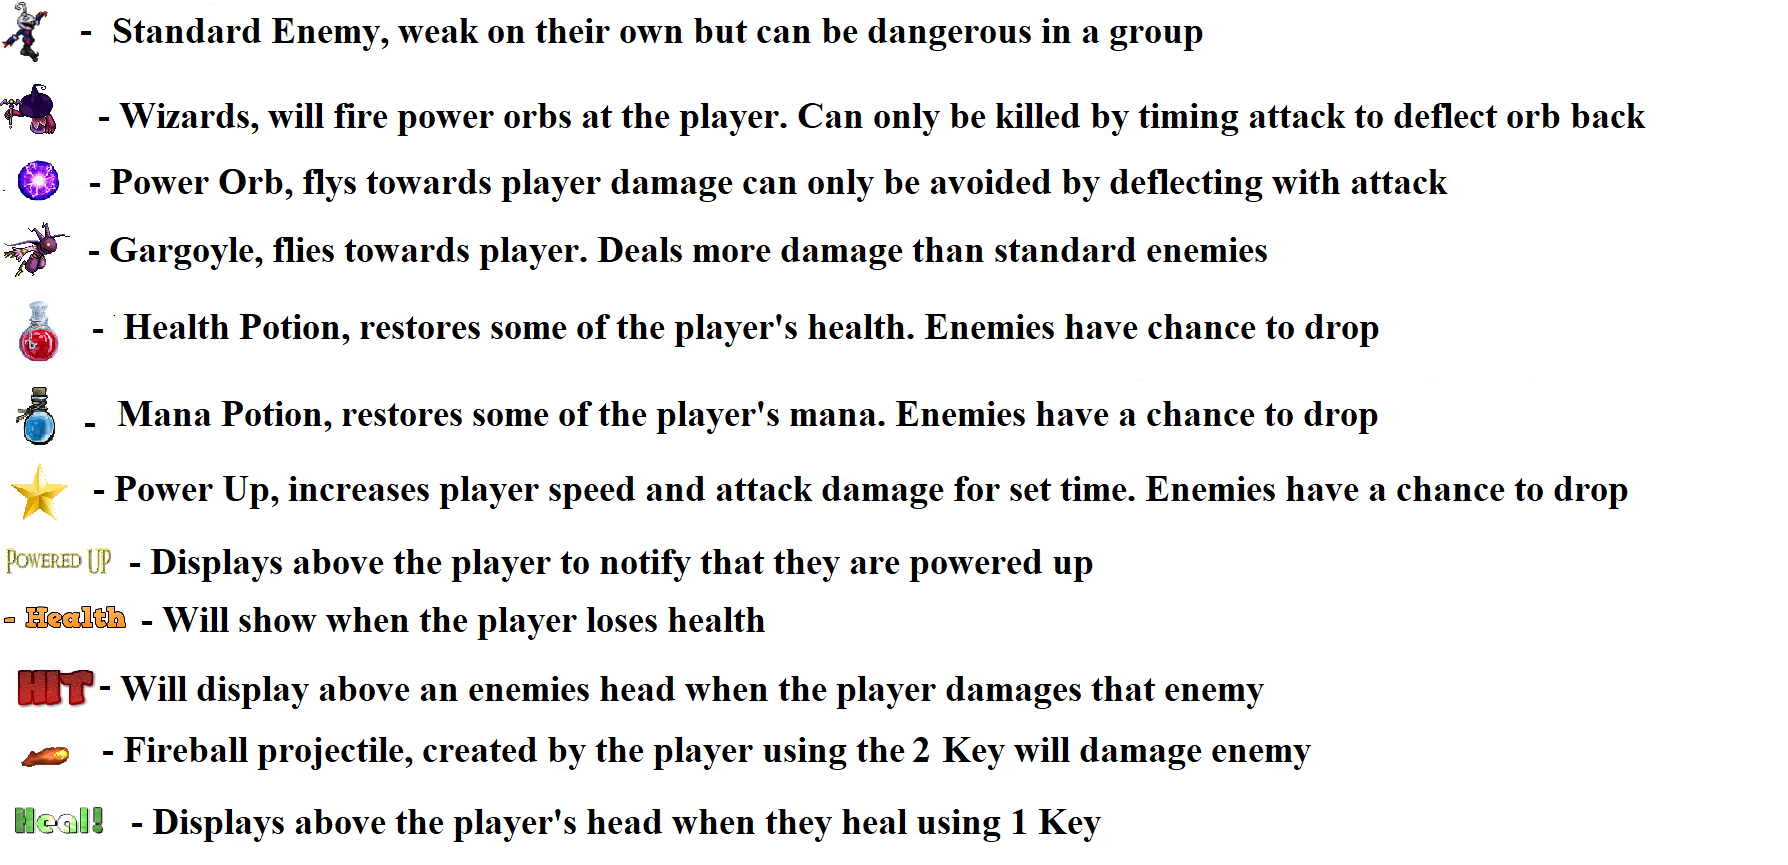 - Standard Enemy, weak on their own but can be dangerous in a group
- Wizards, will fire power orbs at the player. Can only be killed by timing attack to deflect orb back
- Power Orb, flys towards player damage can only be avoided by deflecting with attack
- Gargoyle, flies towards player. Deals more damage than standard enemies
- Health Potion, restores some of the player's health. Enemies have chance to drop
- Mana Potion, restores some of the player's mana. Enemies have a chance to drop
- Power Up, increases player speed and attack damage for set time. Enemies have a chance to drop
Powered UP - Displays above the player to notify that they are powered up
- Health - Will show when the player loses health
HIT - Will display above an enemies head when the player damages that enemy
- Fireball projectile, created by the player using the 2 Key will damage enemy
Heal! - Displays above the player's head when they heal using 1 Key